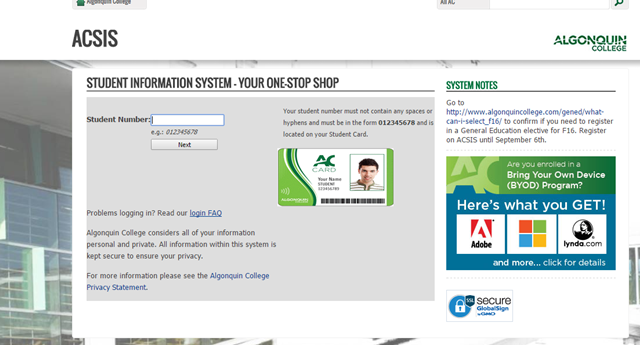 Algonquin College
All AC
ACSIS
ALGONQUIN
COLLEGE
STUDENT INFORMATION SYSTEM - YOUR ONE-STOP SHOP
Student Number:
e.g.: 012345678
Next
Your student number must not contain any spaces or
hyphens and must be in the form 012345678 and is
located on your Student Card.
AC
CARD
Your Name
STUDENT
123456789
ALGONQUIN
Problems logging in? Read our login FAQ
Algonquin College considers all of your information
personal and private. All information within this system is
kept secure to ensure your privacy.
For more information please see the Algonquin College
Privacy Statement.
SYSTEM NOTES
Go to
http://www.algonquincollege.com/gened/what-
can-i-select_f16/ to confirm if you need to register
in a General Education elective for F16. Register
on ACSIS until September 6th.
AC
Are you enrolled in a
Bring Your Own Device
(BYOD) Program?
Here's what you GET!
Adobe
lynda.com
and more... click for details
SSL
secure
GlobalSign
by GMO